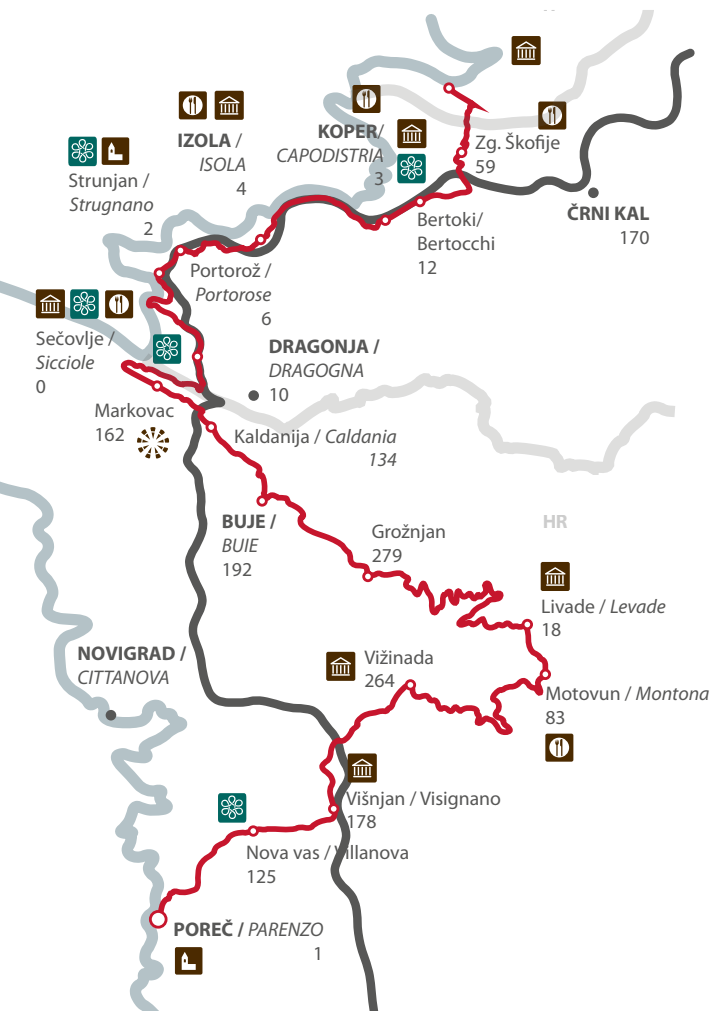 IZOLA /
ISOLA
4
KOPER/
CAPODISTRIA
3
Zg. Škofije
59
Strunjan /
Strugnano
2
Bertoki/
Bertocchi
12
ČRNI KAL
170
Portorož /
Portorose
6
Sečovlje /
Sicciole
0
DRAGONJA /
DRAGOGNA
10
Markovac
162
Kaldanija / Caldania
134
BUJE /
BUIE
192
Grožnjan
279
HR
Livade / Levade
18
NOVIGRAD /
CITTANOVA
Vižinada
264
Motovun / Montona
83
Višnjan / Visignano
178
Nova vas / Villanova
125
POREČ / PARENZO
1